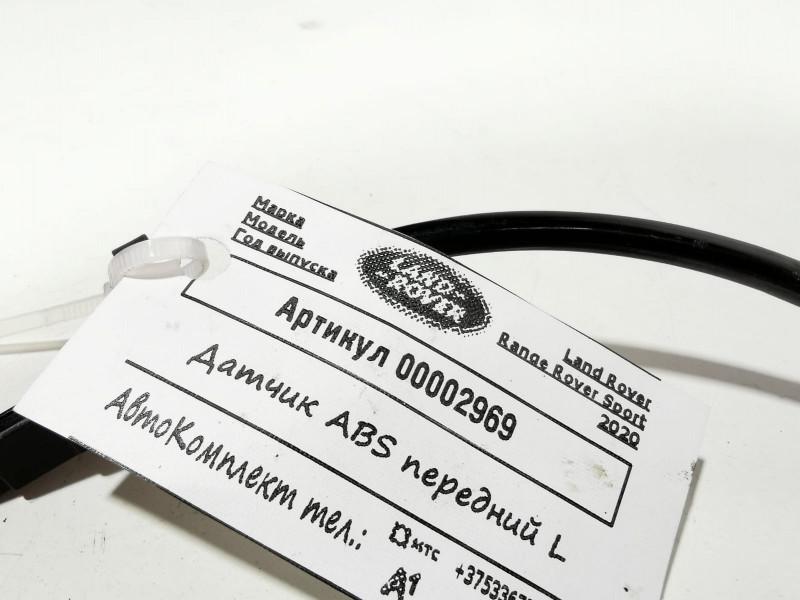 Марка
Модель
Год выпуска
LAND ROVER
Land Rover
Range Rover Sport
2020
Артикул 00002969
Датчик ABS передний L
АвтоКомплект тел.:
МТС
A1